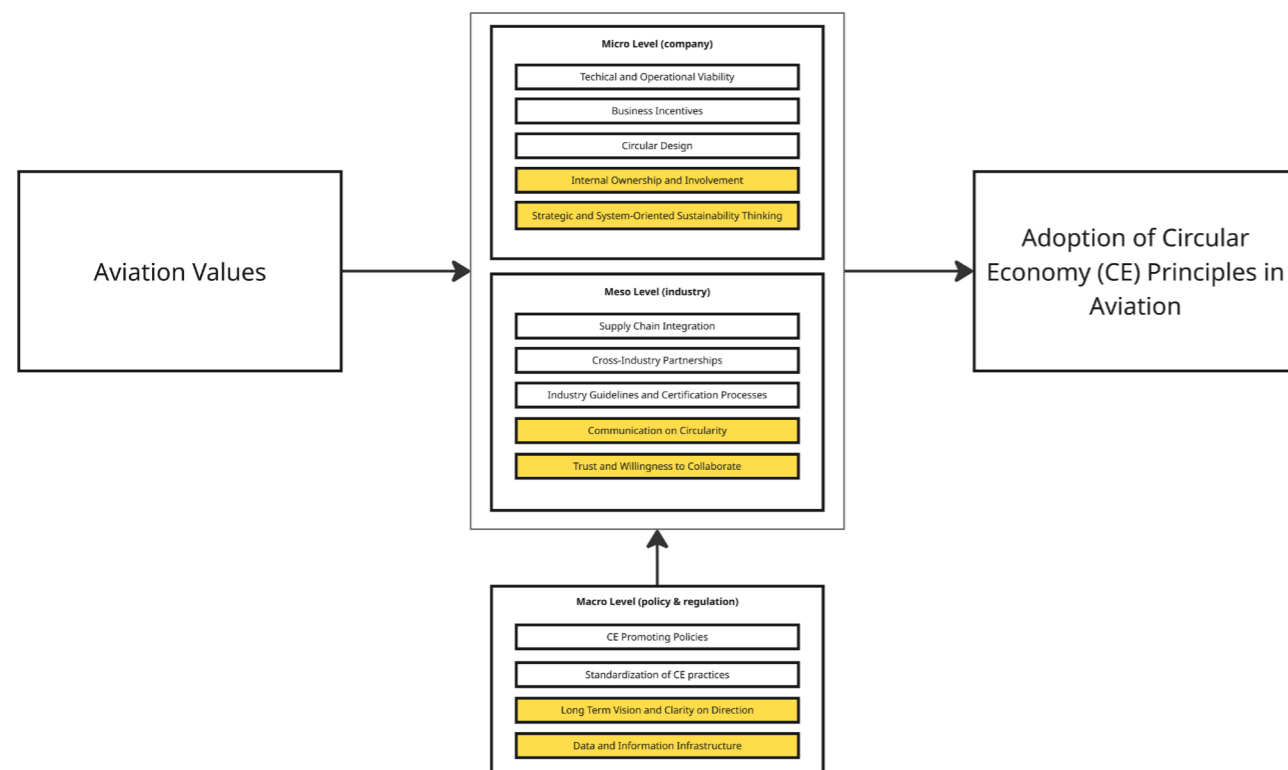 Aviation Values
Micro Level (company)
Techical and Operational Viability
Business Incentives
Circular Design
Internal Ownership and Involvement
Strategic and System-Oriented Sustainability Thinking
Meso Level (industry)
Supply Chain Integration
Cross-Industry Partnerships
Industry Guidelines and Certification Processes
Communication on Circularity
Trust and Willingness to Collaborate
Macro Level (policy & regulation)
CE Promoting Policies
Standardization of CE practices
Long Term Vision and Clarity on Direction
Data and Information Infrastructure
Adoption of Circular
Economy (CE) Principles in
Aviation